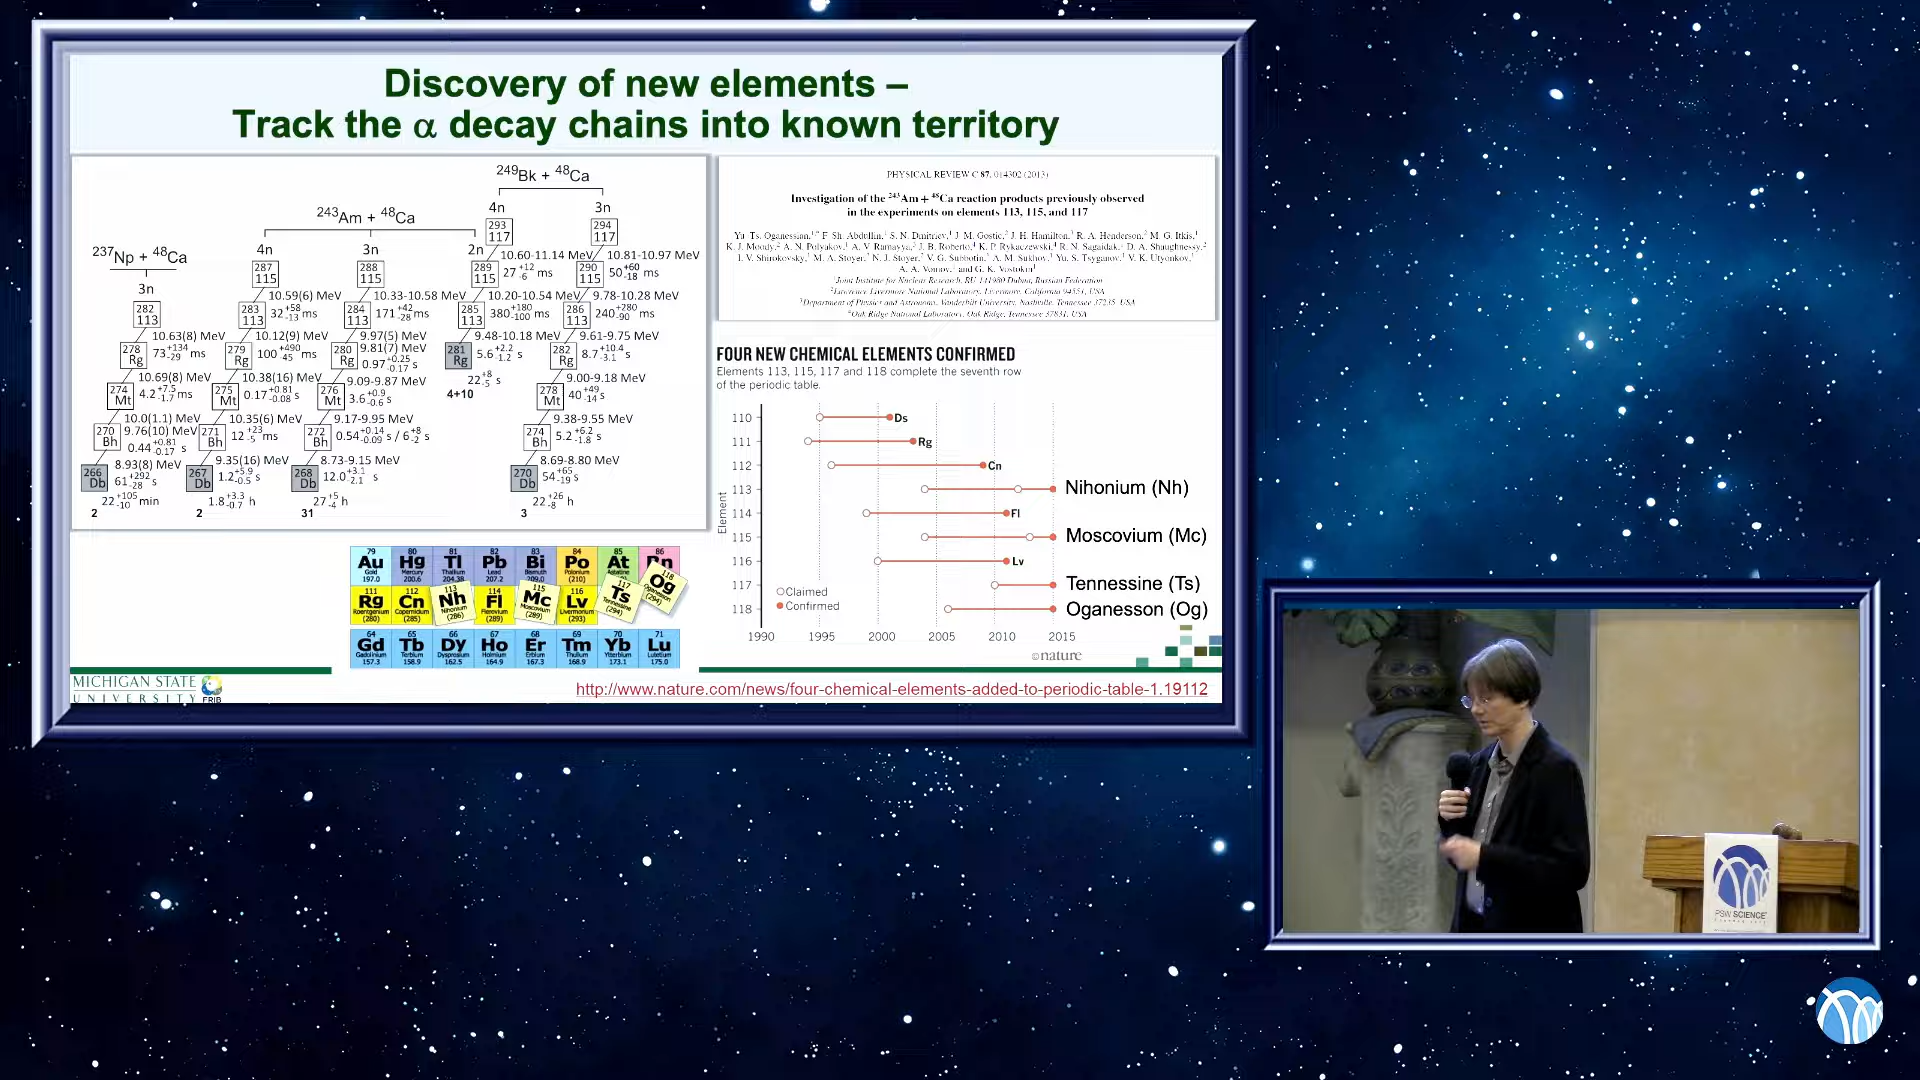 Discovery of new elements –
Track the α decay chains into known territory
249Bk + 48Ca
4n 3n
293 117
294 117
10.60-11.14 MeV 10.81-10.97 MeV
243Am + 48Ca
4n 3n 2n
287 115
288 115
289 115 27 +12 -6 ms
290 115 50 +60 -18 ms
237Np + 48Ca
3n
10.59(6) MeV 10.33-10.58 MeV 10.20-10.54 MeV 9.78-10.28 MeV
282 113
283 113 32 +58 -13 ms
284 113 171 +42 -28 ms
285 113 380 +180 -100 ms
286 113 240 +280 -90 ms
10.63(8) MeV 10.12(9) MeV 9.97(5) MeV 9.48-10.18 MeV 9.61-9.75 MeV
9.81(7) MeV
278 Rg 73 +134 -29 ms
279 Rg 100 +490 -45 ms
280 Rg 0.97 +0.25 -0.17 s
281 Rg 5.6 +2.2 -1.2 s
282 Rg 8.7 +10.4 -3.1 s
10.69(8) MeV 10.38(16) MeV 9.09-9.87 MeV 22 +8 -5 s 9.00-9.18 MeV
274 Mt 4.2 +7.5 -1.7 ms
275 Mt 0.17 +0.81 -0.08 s
276 Mt 3.6 +0.9 -0.6 s
4+10
278 Mt 40 +49 -14 s
10.0(1.1) MeV 10.35(6) MeV 9.17-9.95 MeV 9.38-9.55 MeV
9.76(10) MeV
270 Bh 0.44 +0.81 -0.17 s
271 Bh 12 +23 -5 ms
272 Bh 0.54 +0.14 -0.09 s / 6 +8 -2 s
274 Bh 5.2 +6.2 -1.8 s
8.93(8) MeV 9.35(16) MeV 8.73-9.15 MeV 8.69-8.80 MeV
266 Db 61 +292 -28 s
267 Db 1.2 +5.9 -0.5 s
268 Db 12.0 +3.1 -2.1 s
270 Db 54 +65 -19 s
22 +105 -10 min 1.8 +3.3 -0.7 h 27 +5 -4 h 22 +26 -8 h
2 2 31 3
PHYSICAL REVIEW C 87, 014302 (2013)
Investigation of the 243Am + 48Ca reaction products previously observed
in the experiments on elements 113, 115, and 117
Yu. Ts. Oganessian, F. Sh. Abdullin, S. N. Dmitriev, J. M. Gostic, J. H. Hamilton, R. A. Henderson, M. G. Itkis,
K. J. Moody, A. N. Polyakov, A. V. Ramayya, J. B. Roberto, K. P. Rykaczewski, R. N. Sagaidak, D. A. Shaughnessy,
I. V. Shirokovsky, M. A. Stoyer, N. J. Stoyer, V. G. Subbotin, A. M. Sukhov, Yu. S. Tsyganov, V. K. Utyonkov,
A. A. Voinov, and G. K. Vostokin
Joint Institute for Nuclear Research, RU-141980 Dubna, Russian Federation
Lawrence Livermore National Laboratory, Livermore, California 94551, USA
Department of Physics and Astronomy, Vanderbilt University, Nashville, Tennessee 37235, USA
Oak Ridge National Laboratory, Oak Ridge, Tennessee 37831, USA
FOUR NEW CHEMICAL ELEMENTS CONFIRMED
Elements 113, 115, 117 and 118 complete the seventh row
of the periodic table.
Element
110 Ds
111 Rg
112 Cn
113 Nihonium (Nh)
114 Fl
115 Moscovium (Mc)
116 Lv
117 Tennessine (Ts)
118 Oganesson (Og)
Claimed
Confirmed
1990 1995 2000 2005 2010 2015
©nature
79 80 81 82 83 84 85 86
Au Hg Tl Pb Bi Po At Rn
Gold Mercury Thallium Lead Bismuth Polonium Astatine
197.0 200.6 204.38 207.2 209.0 (210)
111 112 113 114 115 116 117 118
Rg Cn Nh Fl Mc Lv Ts Og
Roentgenium Copernicium Nihonium Flerovium Moscovium Livermorium Tennessine Oganesson
(280) (285) (286) (289) (289) (293) (294) (294)
64 65 66 67 68 69 70 71
Gd Tb Dy Ho Er Tm Yb Lu
Gadolinium Terbium Dysprosium Holmium Erbium Thulium Ytterbium Lutetium
157.3 158.9 162.5 164.9 167.3 168.9 173.1 175.0
MICHIGAN STATE
UNIVERSITY FRIB
http://www.nature.com/news/four-chemical-elements-added-to-periodic-table-1.19112
PSW SCIENCE